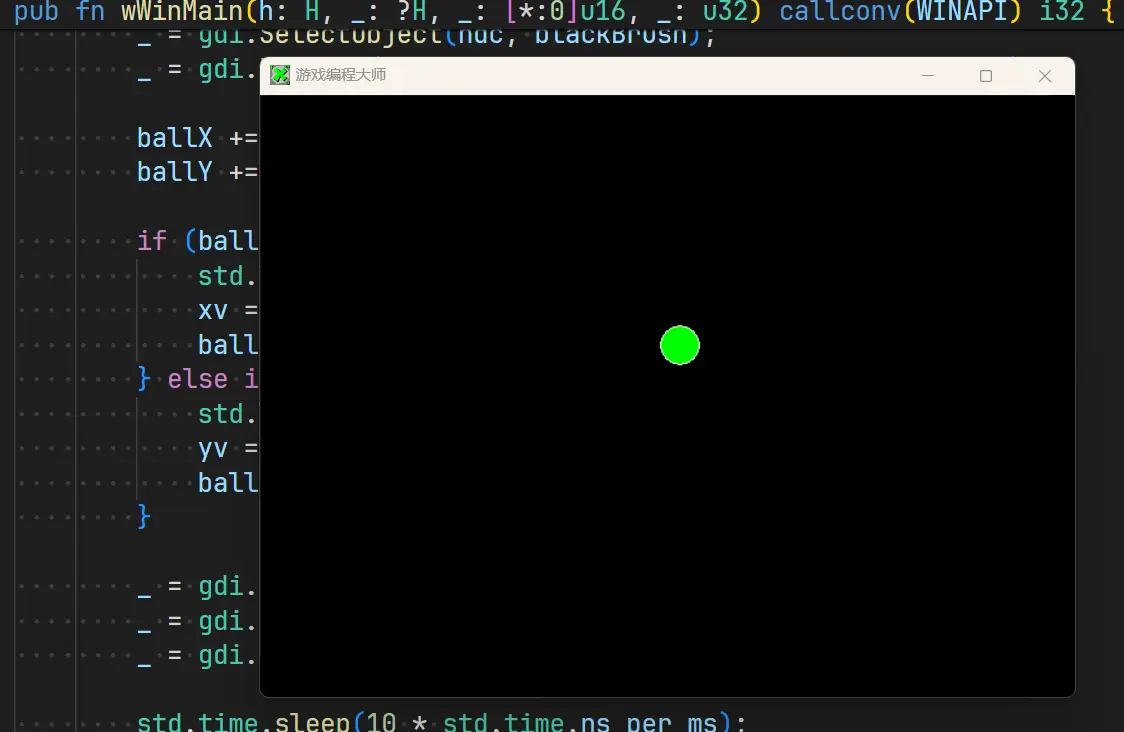 pub fn wWinMain(h: H, _: ?H, _: [*:0]u16, _: u32) callconv(WINAPI) i32 {
_ = gdi.SelectObject(hdc, blackBrush);
_ = gdi.
游戏编程大师
ballX +=
ballY +=
if (ball
std.
xv =
ball
} else i
std.
yv =
ball
}
_ = gdi.
_ = gdi.
_ = gdi.
std.time.sleep(10 * std.time.ns_per_ms);